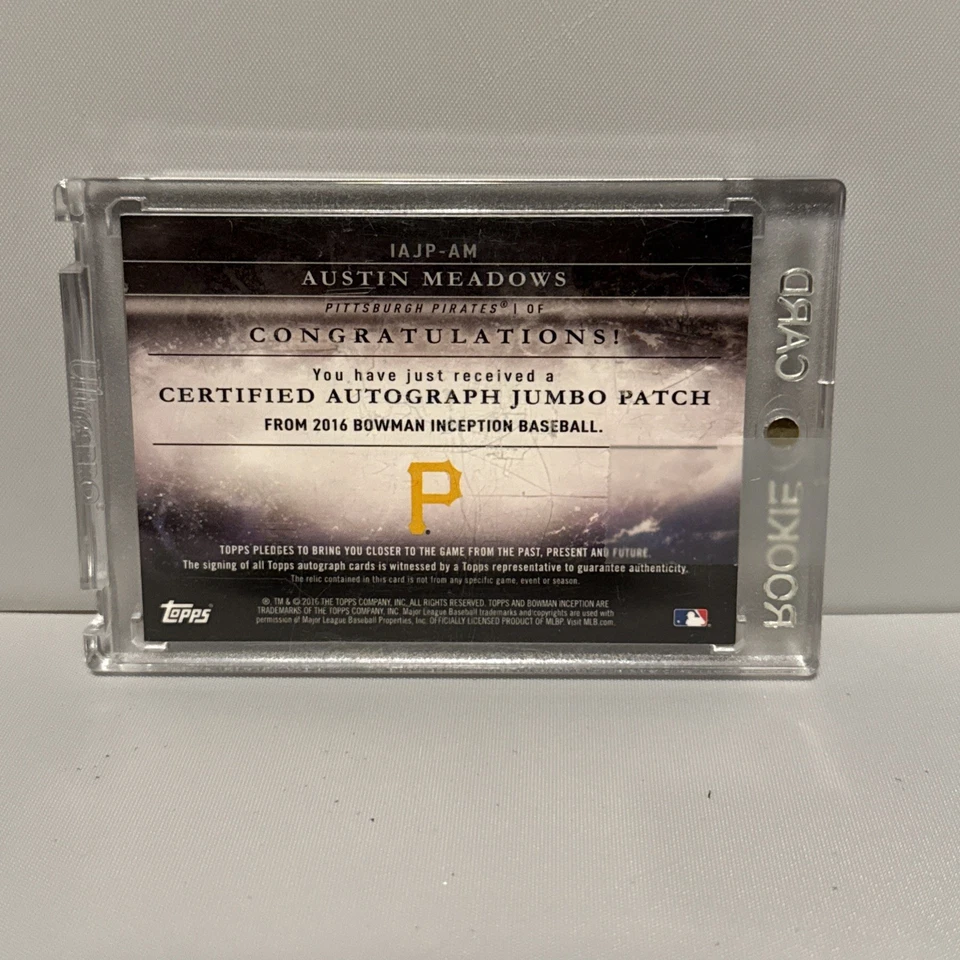 IAJP-AM
AUSTIN MEADOWS
PITTSBURGH PIRATES® | OF
CONGRATULATIONS!
You have just received a
CERTIFIED AUTOGRAPH JUMBO PATCH
FROM 2016 BOWMAN INCEPTION BASEBALL.
P
TOPPS PLEDGES TO BRING YOU CLOSER TO THE GAME FROM THE PAST, PRESENT AND FUTURE.
The signing of all Topps autograph cards is witnessed by a Topps representative to guarantee authenticity.
The relic contained in this card is not from any specific game, event or season.
®, TM & © 2016 THE TOPPS COMPANY, INC. ALL RIGHTS RESERVED. TOPPS AND BOWMAN INCEPTION ARE
TRADEMARKS OF THE TOPPS COMPANY, INC. Major League Baseball trademarks and copyrights are used with
permission of Major League Baseball Properties, Inc. OFFICIALLY LICENSED PRODUCT OF MLBP. Visit MLB.com.
Topps
ROOKIE CARD